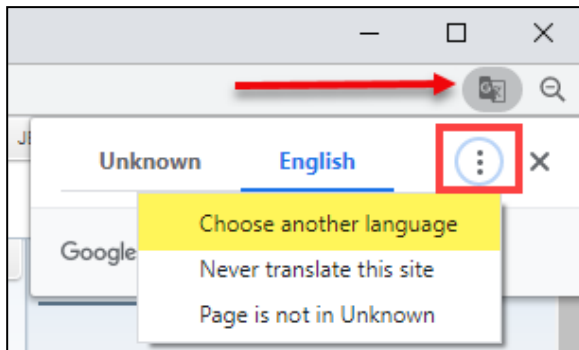 Unknown English
Choose another language
Google
Never translate this site
Page is not in Unknown